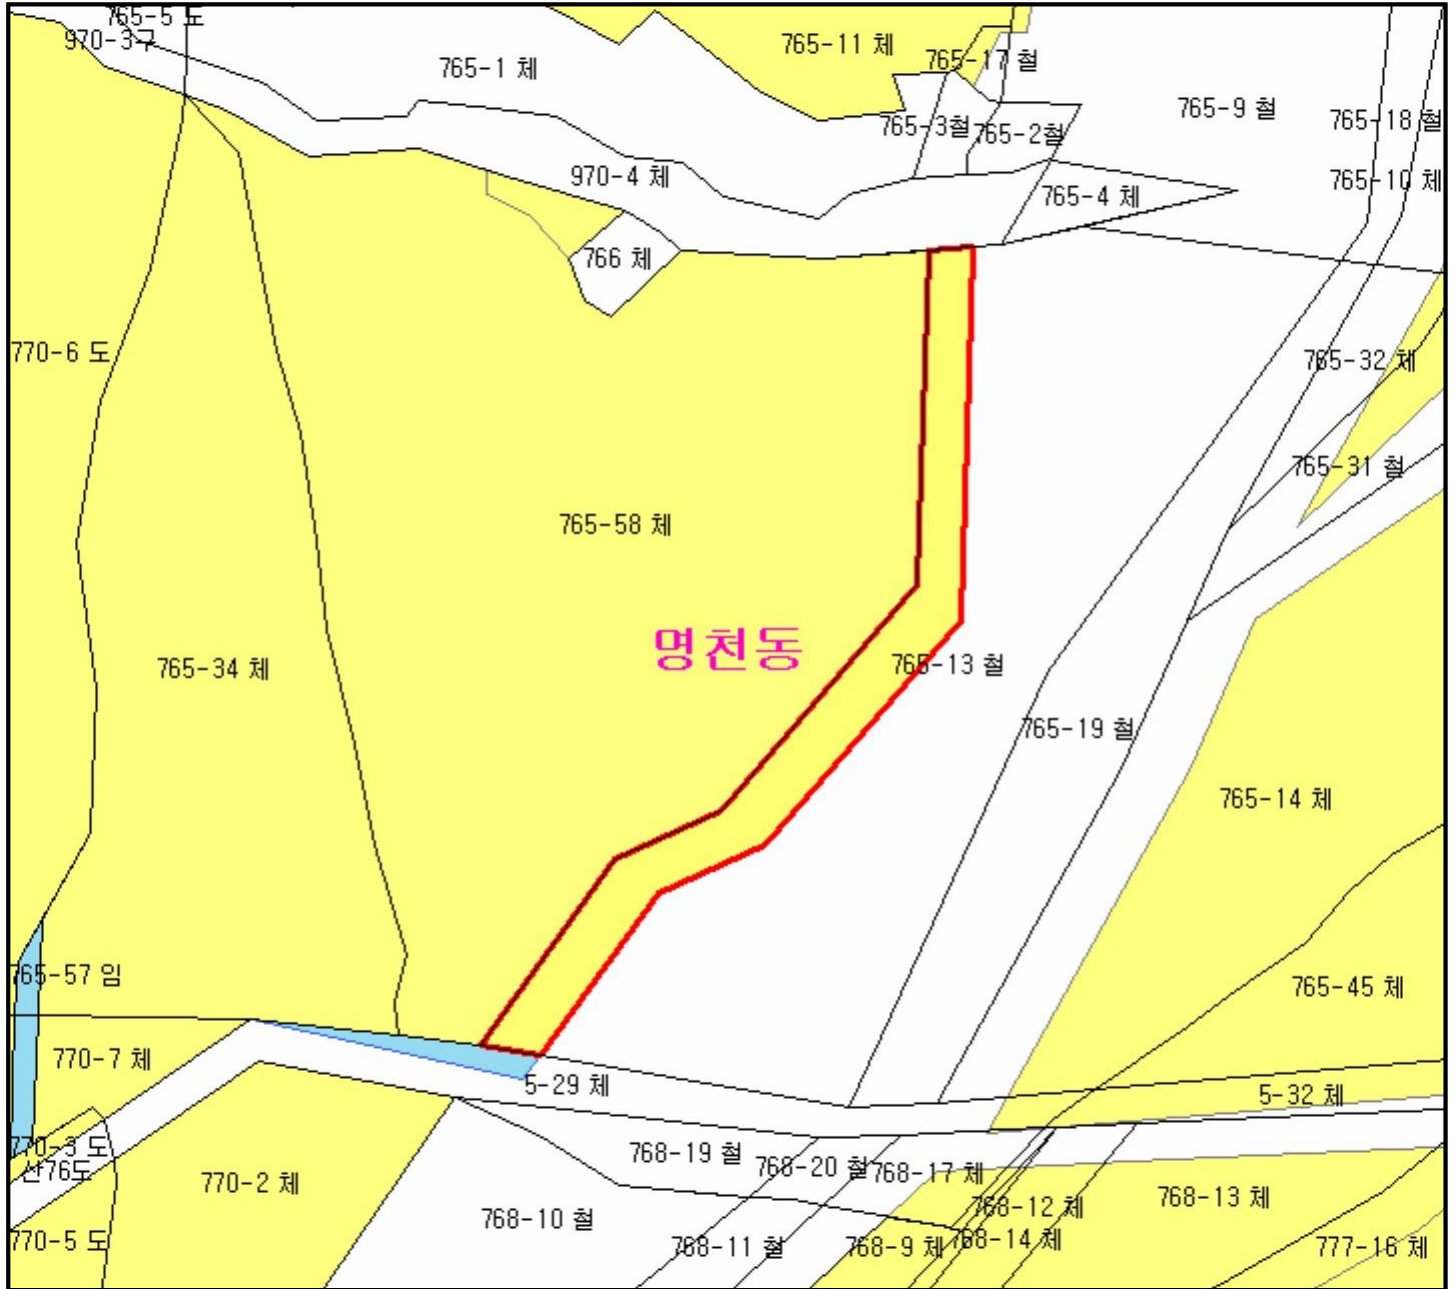 765-5 도
970-3구
765-1 체
765-11 체
765-17 철
765-9 철
765-18 철
765-3철
765-2철
970-4 체
765-4 체
765-10 체
766 체
770-6 도
765-32 체
765-31 철
765-58 체
명천동
765-34 체
765-13 철
765-19 철
765-14 체
765-57 임
765-45 체
770-7 체
5-29 체
5-32 체
770-3 도
산76도
770-2 체
768-19 철
768-20 철
768-17 체
768-12 체
768-13 체
768-10 철
770-5 도
768-11 철
768-9 체
768-14 체
777-16 체